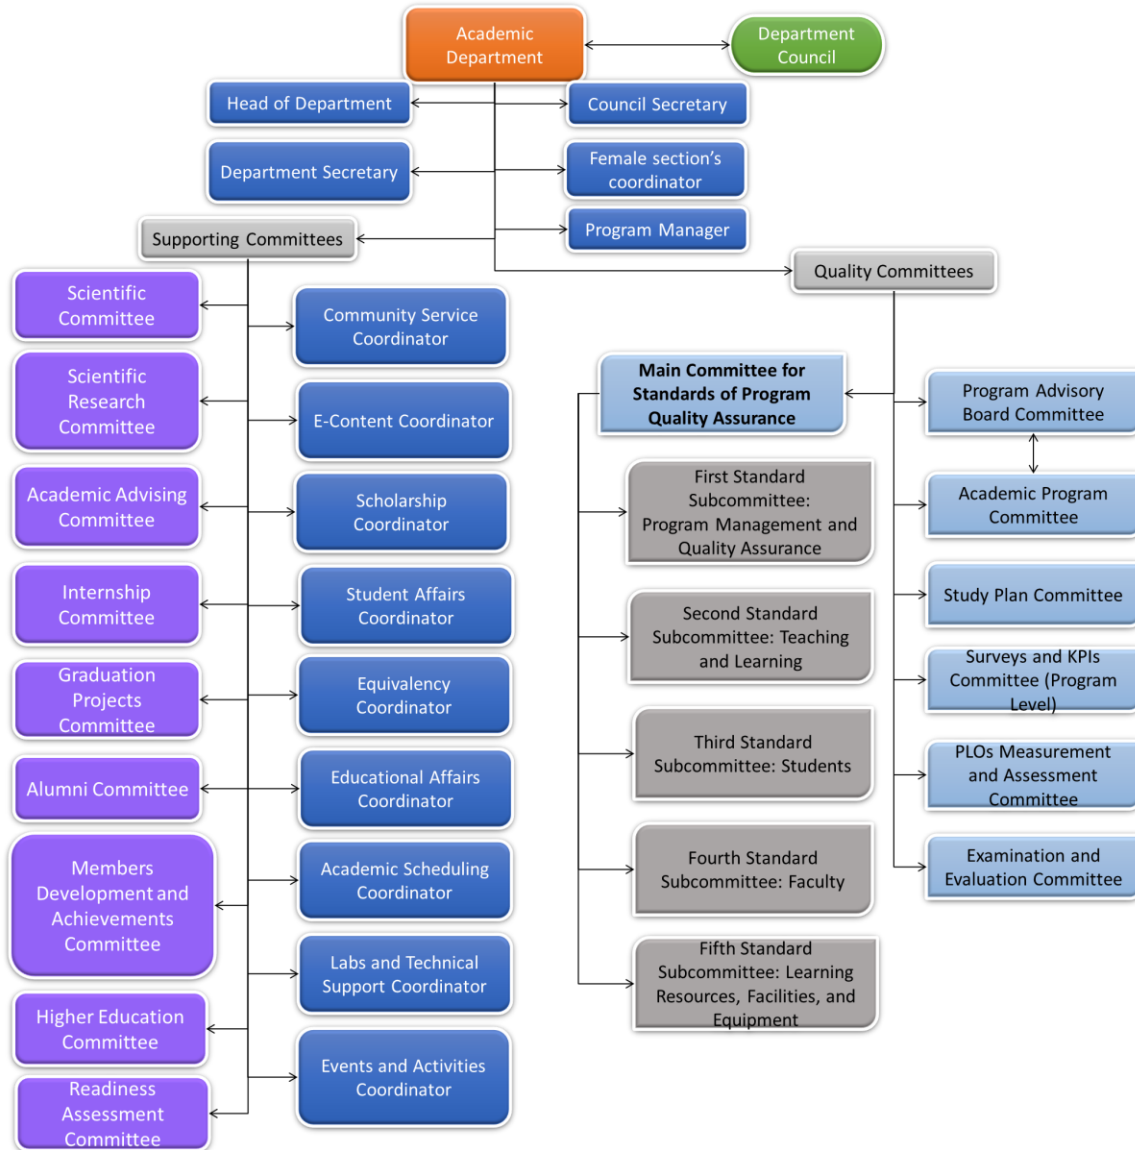 Academic
Department
Department
Council
Head of Department
Council Secretary
Department Secretary
Female section's
coordinator
Program Manager
Supporting Committees
Quality Committees
Scientific
Committee
Scientific
Research
Committee
Academic Advising
Committee
Internship
Committee
Graduation
Projects
Committee
Alumni Committee
Members
Development and
Achievements
Committee
Higher Education
Committee
Readiness
Assessment
Committee
Community Service
Coordinator
E-Content Coordinator
Scholarship
Coordinator
Student Affairs
Coordinator
Equivalency
Coordinator
Educational Affairs
Coordinator
Academic Scheduling
Coordinator
Labs and Technical
Support Coordinator
Events and Activities
Coordinator
Main Committee for
Standards of Program
Quality Assurance
First Standard
Subcommittee:
Program Management and
Quality Assurance
Second Standard
Subcommittee: Teaching
and Learning
Third Standard
Subcommittee: Students
Fourth Standard
Subcommittee: Faculty
Fifth Standard
Subcommittee: Learning
Resources, Facilities, and
Equipment
Program Advisory
Board Committee
Academic Program
Committee
Study Plan Committee
Surveys and KPIs
Committee (Program
Level)
PLOs Measurement
and Assessment
Committee
Examination and
Evaluation Committee